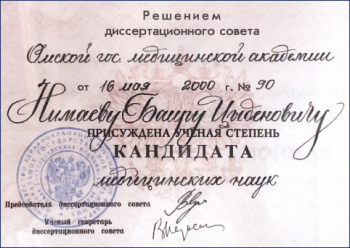 Решением
диссертационного совета
Омской гос. медицинской академии
от 16 мая 2000 г. № 90
Нимаеву Баиру Цыденовичу
ПРИСУЖДЕНА УЧЕНАЯ СТЕПЕНЬ
КАНДИДАТА
медицинских наук
Председатель диссертационного совета
Ученый секретарь
диссертационного совета